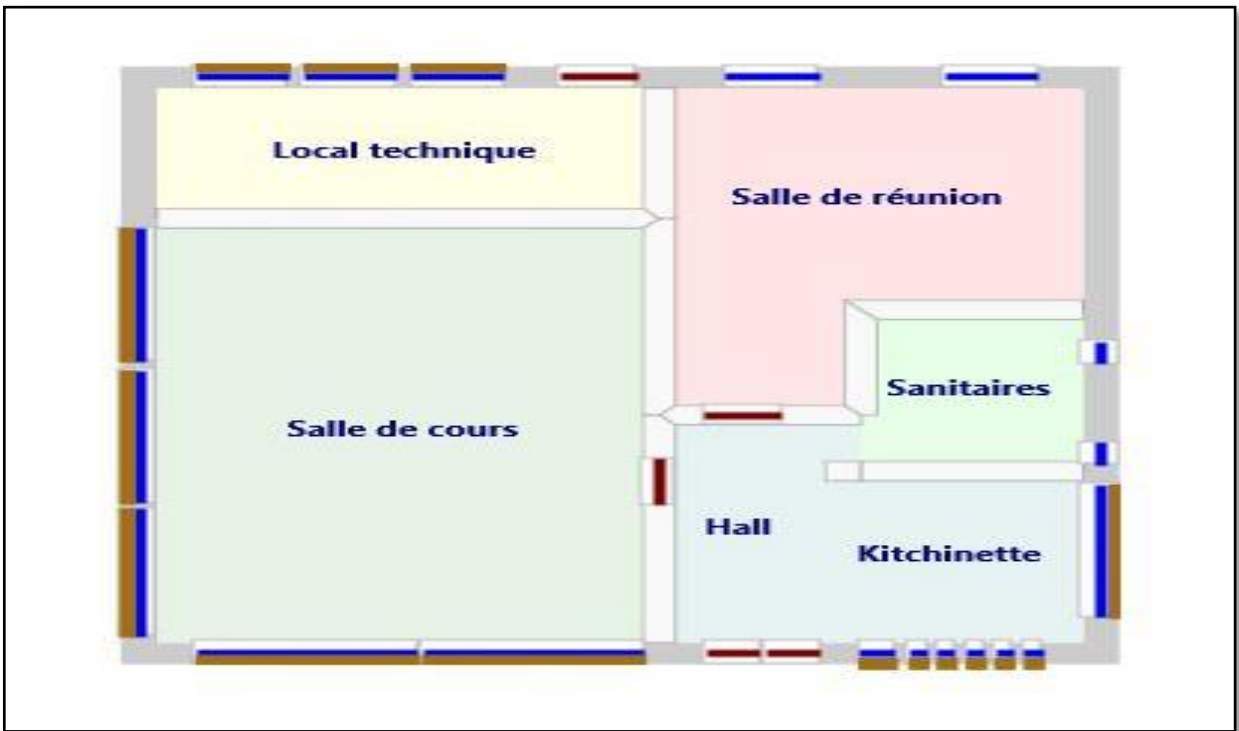 Local technique
Salle de réunion
Sanitaires
Salle de cours
Hall
Kitchinette